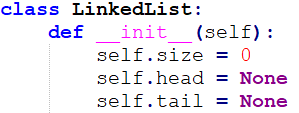 class LinkedList:
    def __init__(self):
        self.size = 0
        self.head = None
        self.tail = None